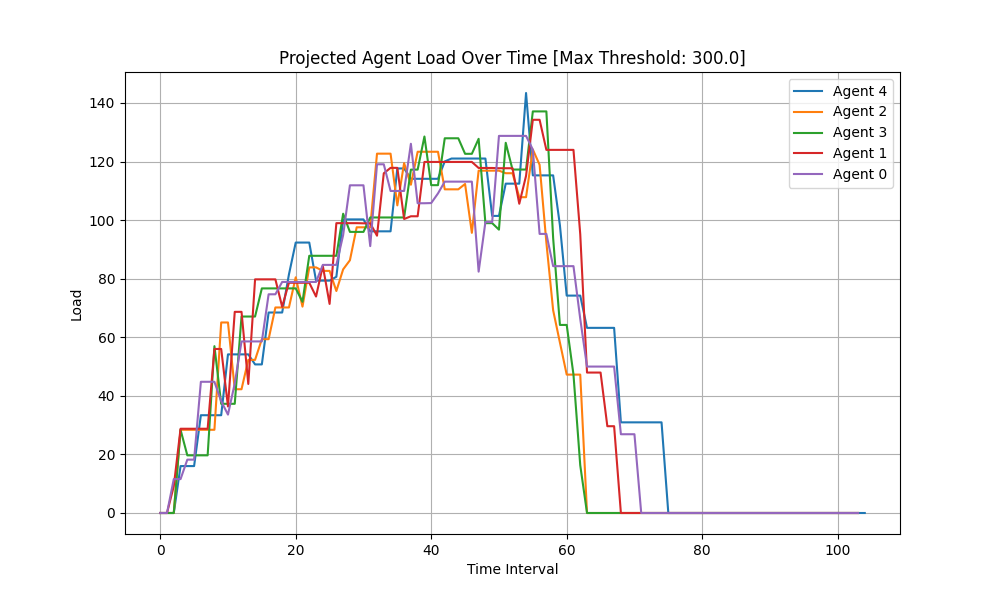 Projected Agent Load Over Time [Max Threshold: 300.0]
Agent 4
Agent 2
Agent 3
Agent 1
Agent 0
140
120
100
80
60
40
20
0
Load
0 20 40 60 80 100
Time Interval